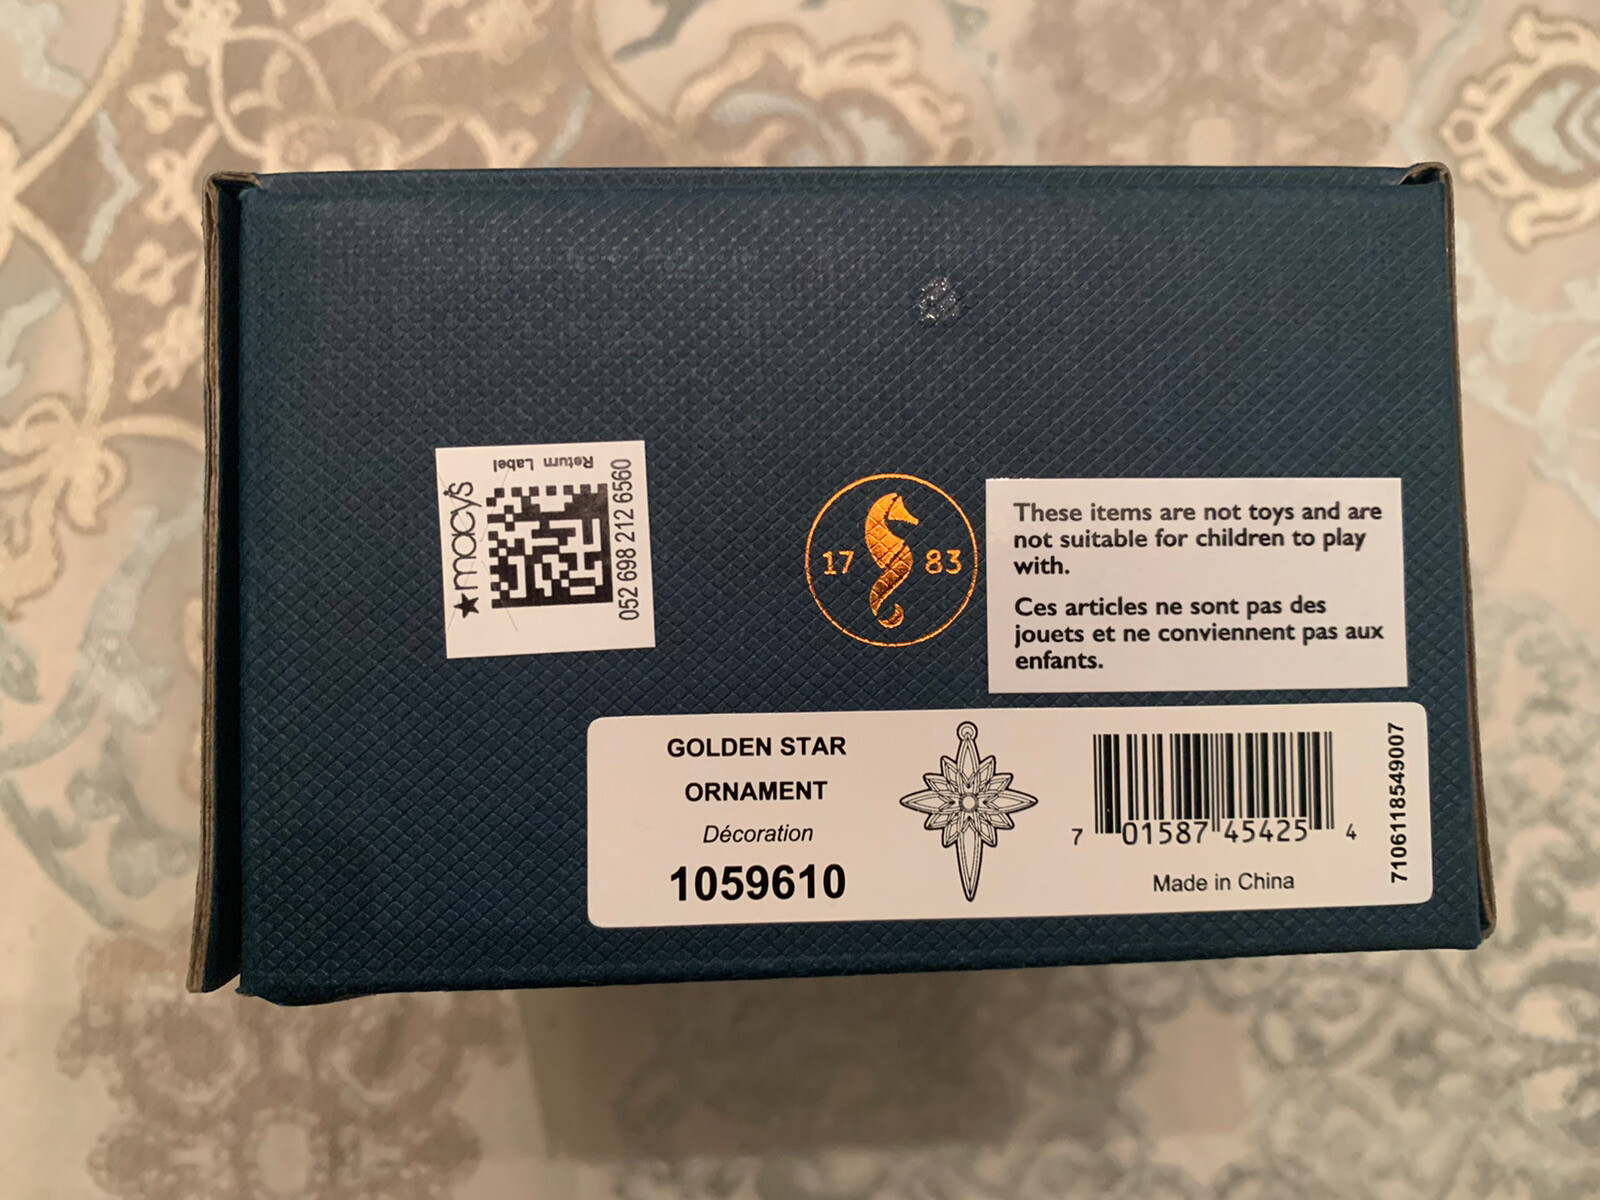 Return Label
★macy's
052 698 212 6560
17 83
These items are not toys and are
not suitable for children to play
with.
Ces articles ne sont pas des
jouets et ne conviennent pas aux
enfants.
GOLDEN STAR
ORNAMENT
Décoration
1059610
7 01587 45425 4
Made in China
7106118549007